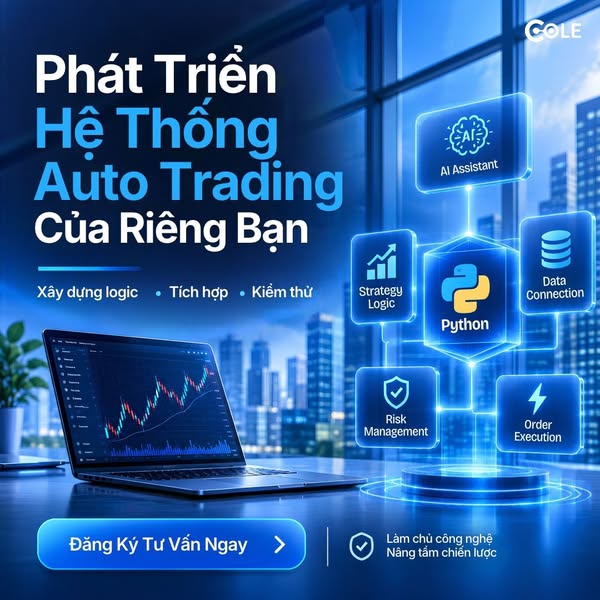 COLE
Phát Triển
Hệ Thống
Auto Trading
Của Riêng Bạn
Xây dựng logic • Tích hợp • Kiểm thử
AI
AI Assistant
Strategy
Logic
Python
Data
Connection
Risk
Management
Order
Execution
Đăng Ký Tư Vấn Ngay
Làm chủ công nghệ
Nâng tầm chiến lược